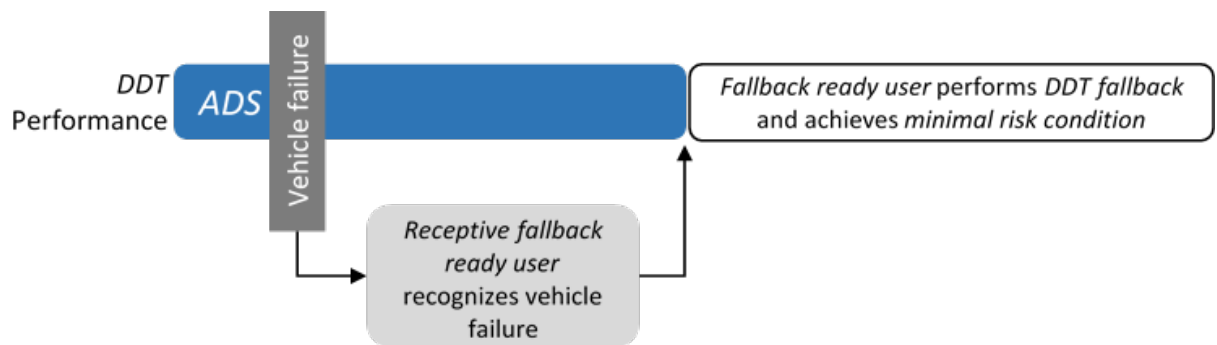 DDT
Performance
ADS
Vehicle failure
Fallback ready user performs DDT fallback
and achieves minimal risk condition
Receptive fallback
ready user
recognizes vehicle
failure